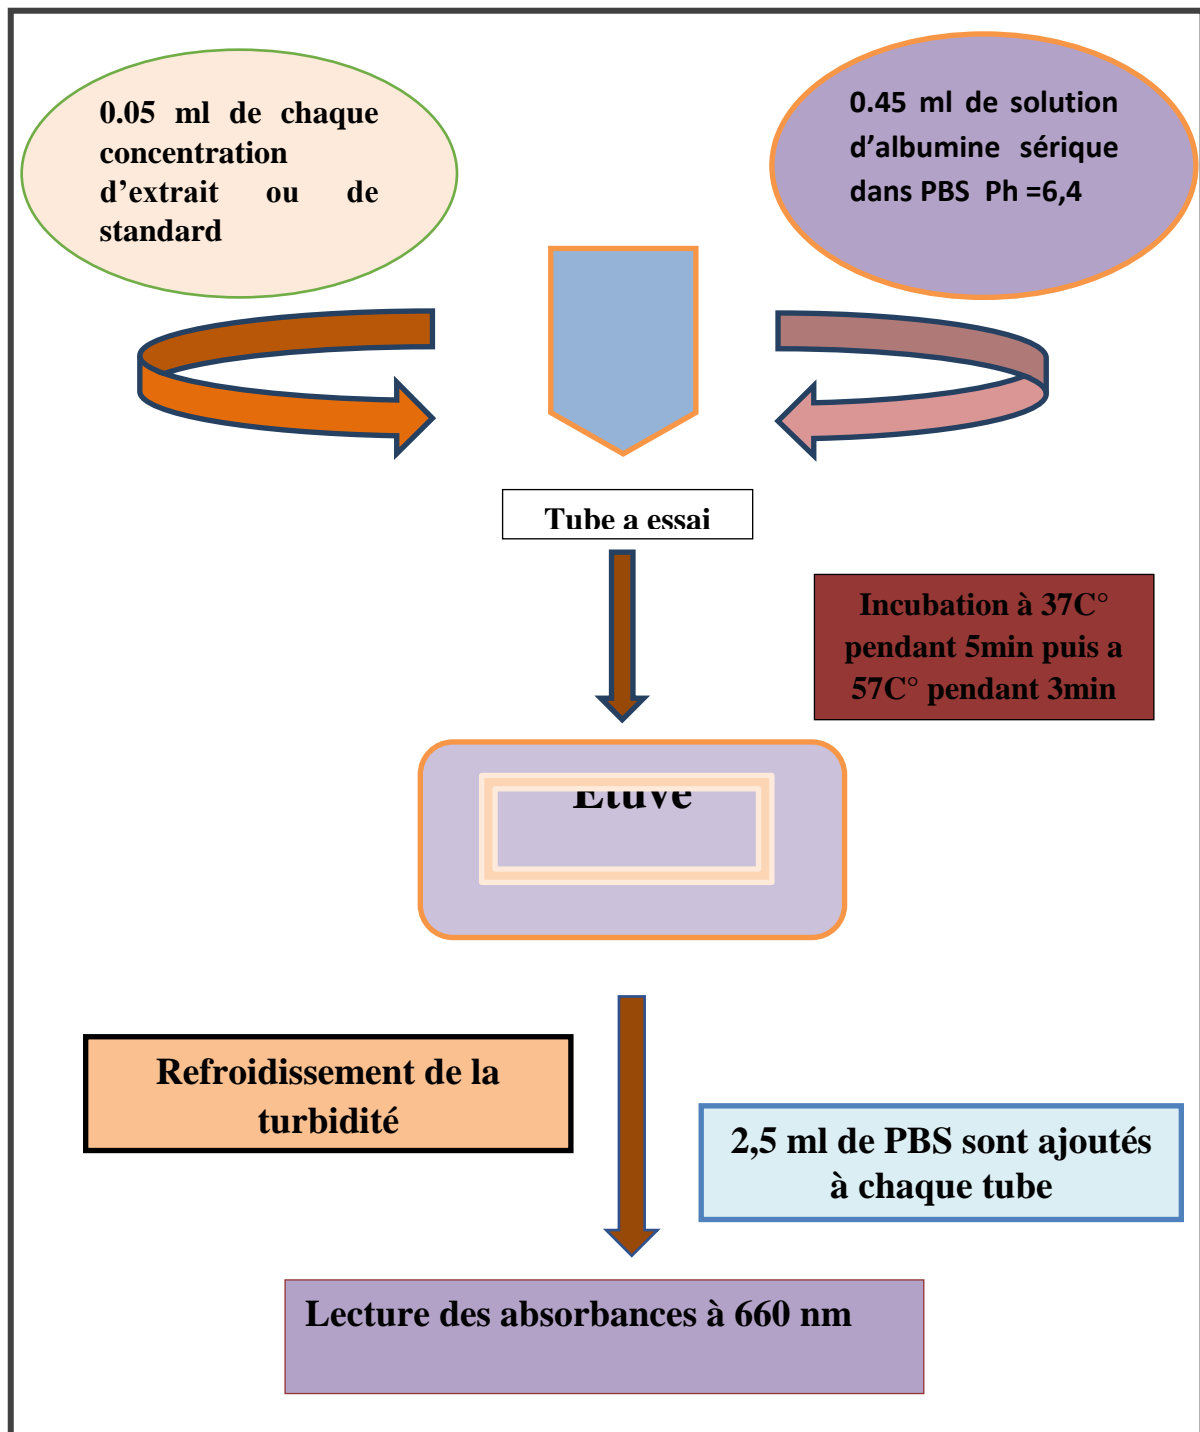 0.05 ml de chaque
concentration
d’extrait ou de
standard
0.45 ml de solution
d’albumine sérique
dans PBS Ph =6,4
Tube a essai
Incubation à 37C°
pendant 5min puis a
57C° pendant 3min
Etuve
Refroidissement de la
turbidité
2,5 ml de PBS sont ajoutés
à chaque tube
Lecture des absorbances à 660 nm